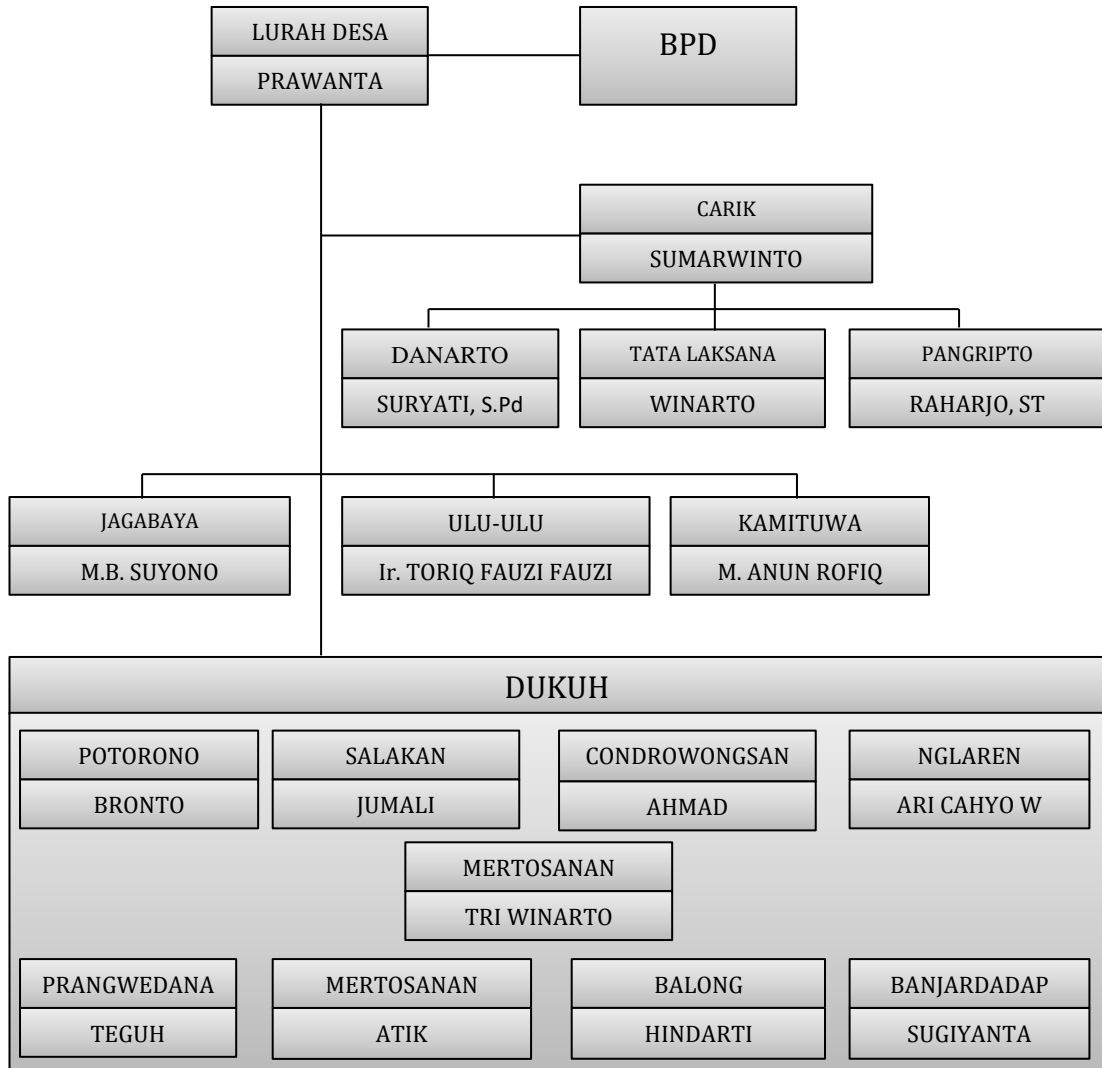 LURAH DESA
PRAWANTA
BPD
CARIK
SUMARWINTO
DANARTO
SURYATI, S.Pd
TATA LAKSANA
WINARTO
PANGRIPTO
RAHARJO, ST
JAGABAYA
M.B. SUYONO
ULU-ULU
Ir. TORIQ FAUZI FAUZI
KAMITUWA
M. ANUN ROFIQ
DUKUH
POTORONO
BRONTO
SALAKAN
JUMALI
CONDROWONGSAN
AHMAD
NGLAREN
ARI CAHYO W
MERTOSANAN
TRI WINARTO
PRANGWEDANA
TEGUH
MERTOSANAN
ATIK
BALONG
HINDARTI
BANJARDADAP
SUGIYANTA